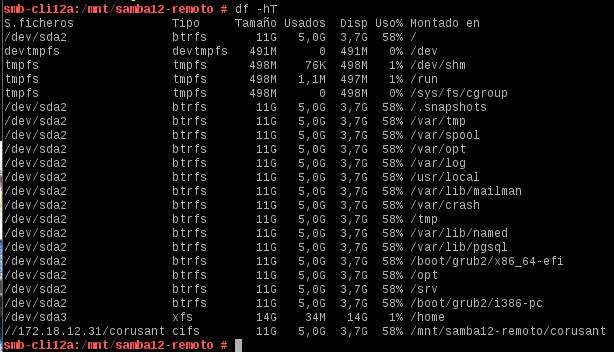 smb-cli12a:/mnt/samba12-remoto # df -hT
S.ficheros Tipo Tamaño Usados Disp Uso% Montado en
/dev/sda2 btrfs 11G 5,0G 3,7G 58% /
devtmpfs devtmpfs 491M 0 491M 0% /dev
tmpfs tmpfs 498M 76K 498M 1% /dev/shm
tmpfs tmpfs 498M 1,1M 497M 1% /run
tmpfs tmpfs 498M 0 498M 0% /sys/fs/cgroup
/dev/sda2 btrfs 11G 5,0G 3,7G 58% /.snapshots
/dev/sda2 btrfs 11G 5,0G 3,7G 58% /var/tmp
/dev/sda2 btrfs 11G 5,0G 3,7G 58% /var/spool
/dev/sda2 btrfs 11G 5,0G 3,7G 58% /var/opt
/dev/sda2 btrfs 11G 5,0G 3,7G 58% /var/log
/dev/sda2 btrfs 11G 5,0G 3,7G 58% /usr/local
/dev/sda2 btrfs 11G 5,0G 3,7G 58% /var/lib/mailman
/dev/sda2 btrfs 11G 5,0G 3,7G 58% /var/crash
/dev/sda2 btrfs 11G 5,0G 3,7G 58% /tmp
/dev/sda2 btrfs 11G 5,0G 3,7G 58% /var/lib/named
/dev/sda2 btrfs 11G 5,0G 3,7G 58% /var/lib/pgsql
/dev/sda2 btrfs 11G 5,0G 3,7G 58% /boot/grub2/x86_64-efi
/dev/sda2 btrfs 11G 5,0G 3,7G 58% /opt
/dev/sda2 btrfs 11G 5,0G 3,7G 58% /srv
/dev/sda2 btrfs 11G 5,0G 3,7G 58% /boot/grub2/i386-pc
/dev/sda3 xfs 14G 34M 14G 1% /home
//172.18.12.31/corusant cifs 11G 5,0G 3,7G 58% /mnt/samba12-remoto/corusant
smb-cli12a:/mnt/samba12-remoto #